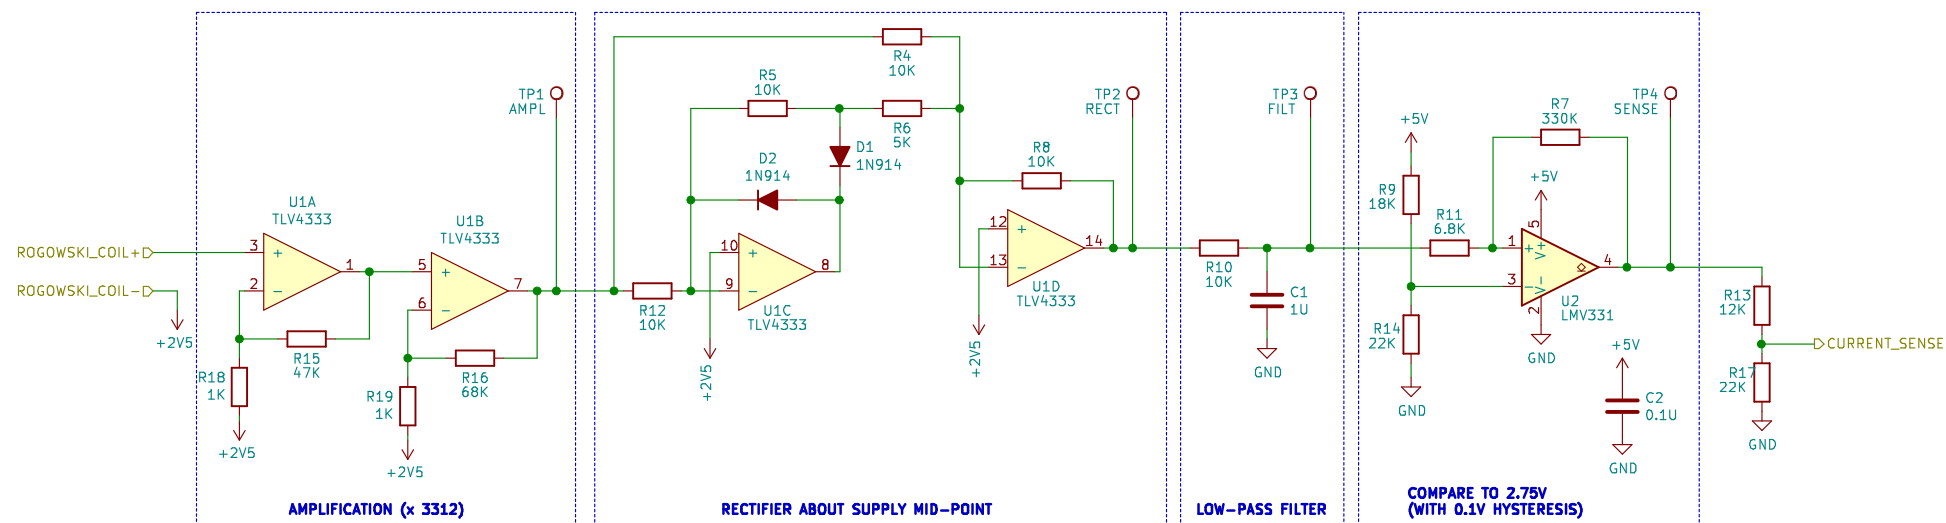 R4
10K
R5
10K
TP1
AMPL
R6
5K
TP2
RECT
TP3
FILT
TP4
SENSE
R7
330K
+5V
D1
1N914
D2
1N914
R8
10K
+5V
R9
18K
U1A
TLV4333
U1B
TLV4333
R11
6.8K
ROGOWSKI_COIL+
3
+
1
5
+
10
+
8
12
+
14
1
+
V+
5
4
ROGOWSKI_COIL-
2
-
7
6
-
9
-
13
-
3
-
V-
2
R12
10K
U1C
TLV4333
U1D
TLV4333
R10
10K
C1
1U
U2
LMV331
R13
12K
R14
22K
+2V5
R15
47K
R18
1K
R16
68K
R19
1K
+2V5
+2V5
+2V5
+2V5
GND
GND
GND
+5V
CURRENT_SENSE
R17
22K
C2
0.1U
GND
GND
AMPLIFICATION (x 3312)
RECTIFIER ABOUT SUPPLY MID-POINT
LOW-PASS FILTER
COMPARE TO 2.75V
(WITH 0.1V HYSTERESIS)